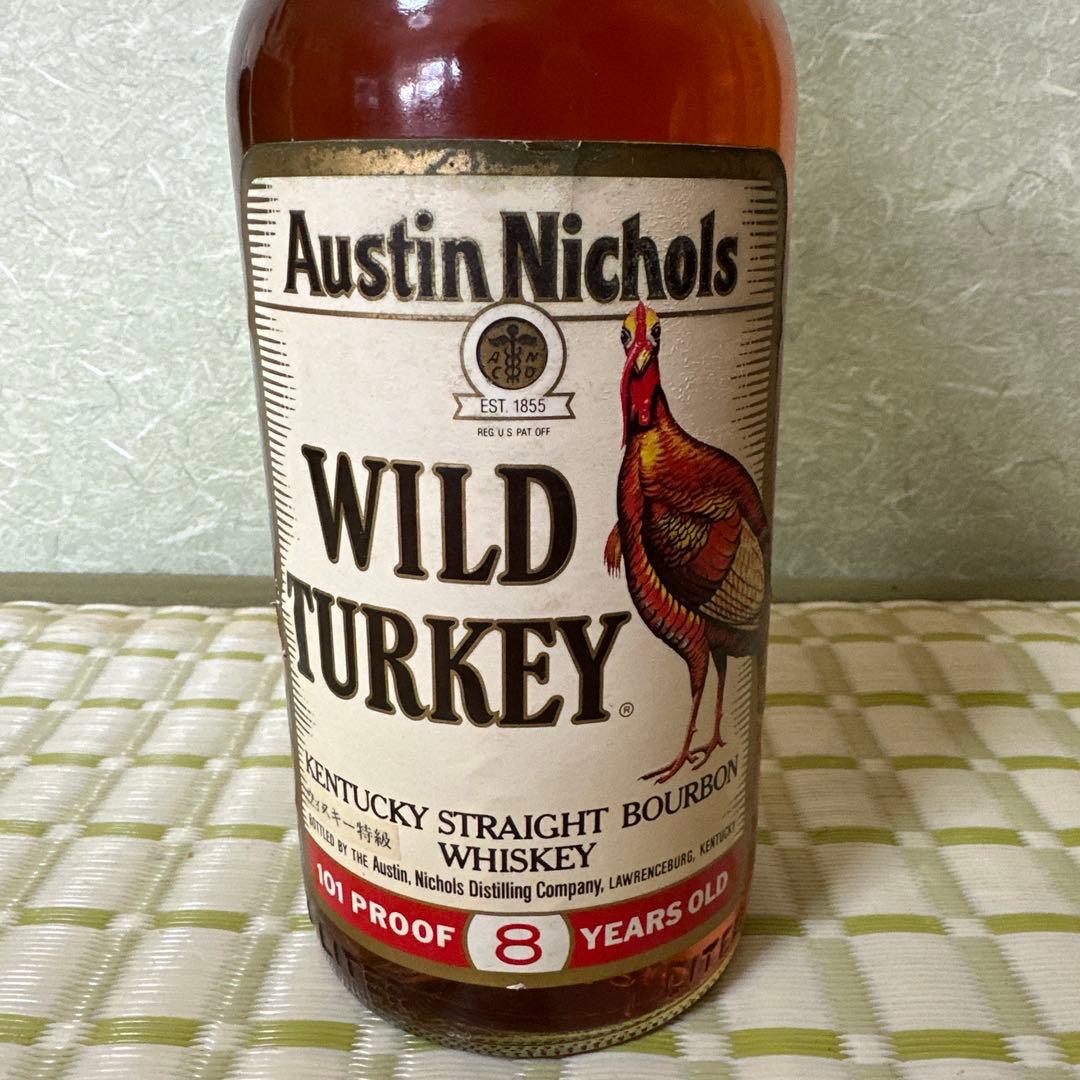 Austin Nichols
A N
C O
EST. 1855
REG U S PAT OFF
WILD
TURKEY®
KENTUCKY STRAIGHT BOURBON
WHISKEY
ウィスキー特級
BOTTLED BY THE Austin, Nichols Distilling Company, LAWRENCEBURG, KENTUCKY
101 PROOF 8 YEARS OLD